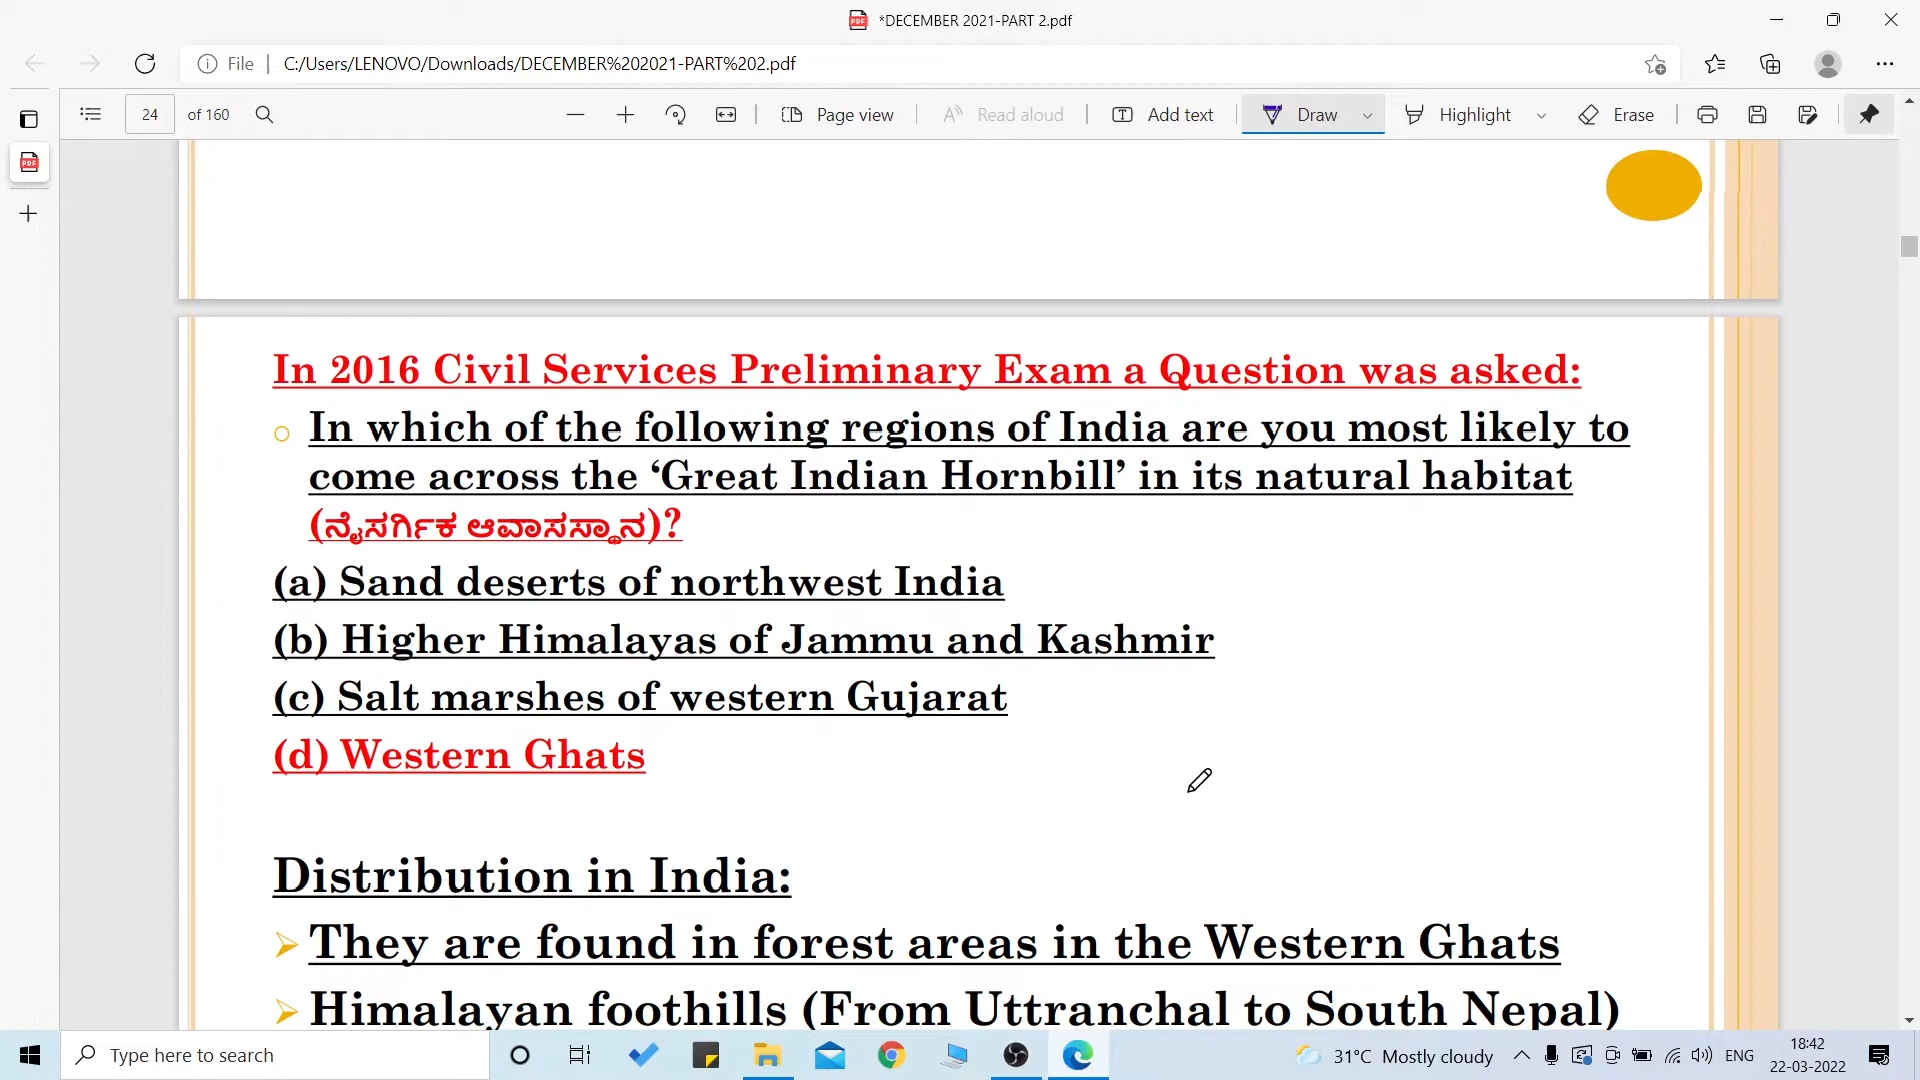 *DECEMBER 2021-PART 2.pdf
File
C:/Users/LENOVO/Downloads/DECEMBER%202021-PART%202.pdf
24 of 160
Page view
Read aloud
Add text
Draw
Highlight
Erase
In 2016 Civil Services Preliminary Exam a Question was asked:
In which of the following regions of India are you most likely to
come across the ‘Great Indian Hornbill’ in its natural habitat
(ನೈಸರ್ಗಿಕ ಆವಾಸಸ್ಥಾನ)?
(a) Sand deserts of northwest India
(b) Higher Himalayas of Jammu and Kashmir
(c) Salt marshes of western Gujarat
(d) Western Ghats
Distribution in India:
They are found in forest areas in the Western Ghats
Himalayan foothills (From Uttranchal to South Nepal)
Type here to search
31°C Mostly cloudy
ENG
18:42
22-03-2022